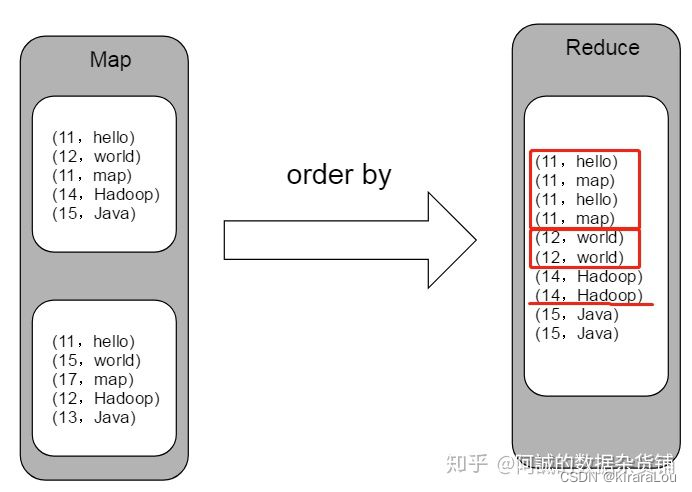 Map
(11，hello)
(12，world)
(11，map)
(14，Hadoop)
(15，Java)
(11，hello)
(15，world)
(17，map)
(12，Hadoop)
(13，Java)
order by
Reduce
(11，hello)
(11，map)
(11，hello)
(11，map)
(12，world)
(12，world)
(14，Hadoop)
(14，Hadoop)
(15，Java)
(15，Java)
知乎 @阿誠的数据杂货铺
CSDN @kIraraLou